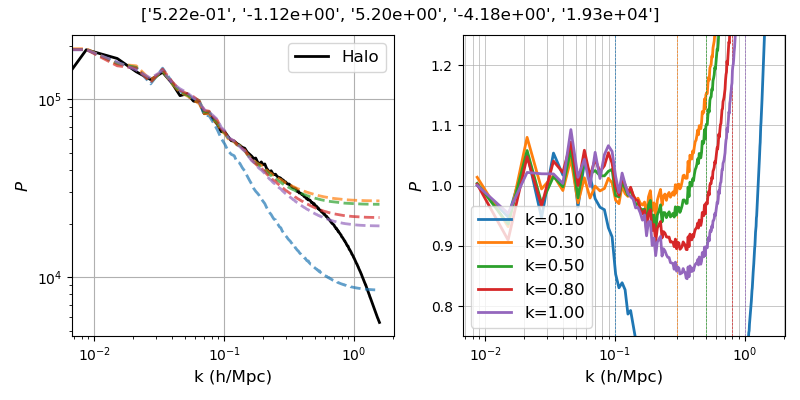 ['5.22e-01', '-1.12e+00', '5.20e+00', '-4.18e+00', '1.93e+04']
Halo
10^5
10^4
P
10^-2
10^-1
10^0
k (h/Mpc)
1.2
1.1
1.0
0.9
0.8
P
k=0.10
k=0.30
k=0.50
k=0.80
k=1.00
10^-2
10^-1
10^0
k (h/Mpc)